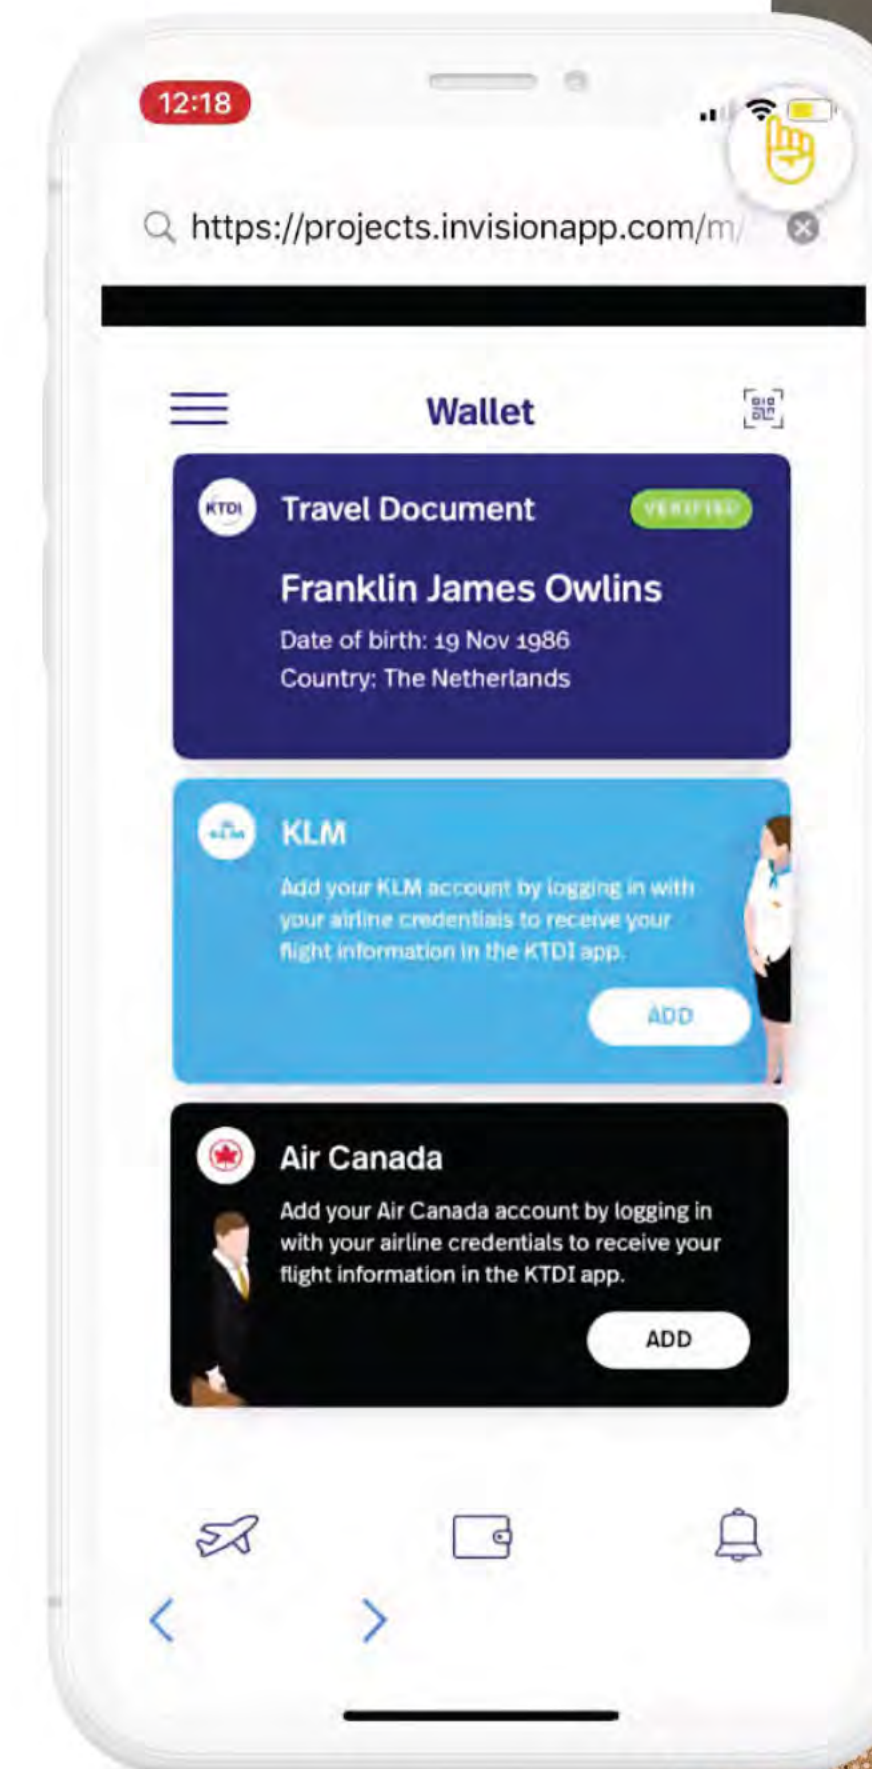 12:18
https://projects.invisionapp.com/m/
Wallet
KTDI
Travel Document
VERIFIED
Franklin James Owlins
Date of birth: 19 Nov 1986
Country: The Netherlands
KLM
KLM
Add your KLM account by logging in with
your airline credentials to receive your
flight information in the KTDI app.
ADD
Air Canada
Add your Air Canada account by logging in
with your airline credentials to receive your
flight information in the KTDI app.
ADD